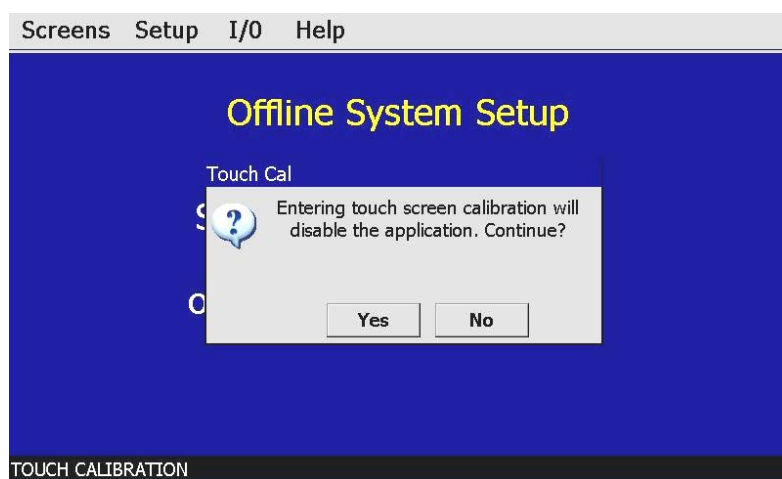 Screens Setup I/O Help
Offline System Setup
Touch Cal
Entering touch screen calibration will
disable the application. Continue?
Yes No
TOUCH CALIBRATION